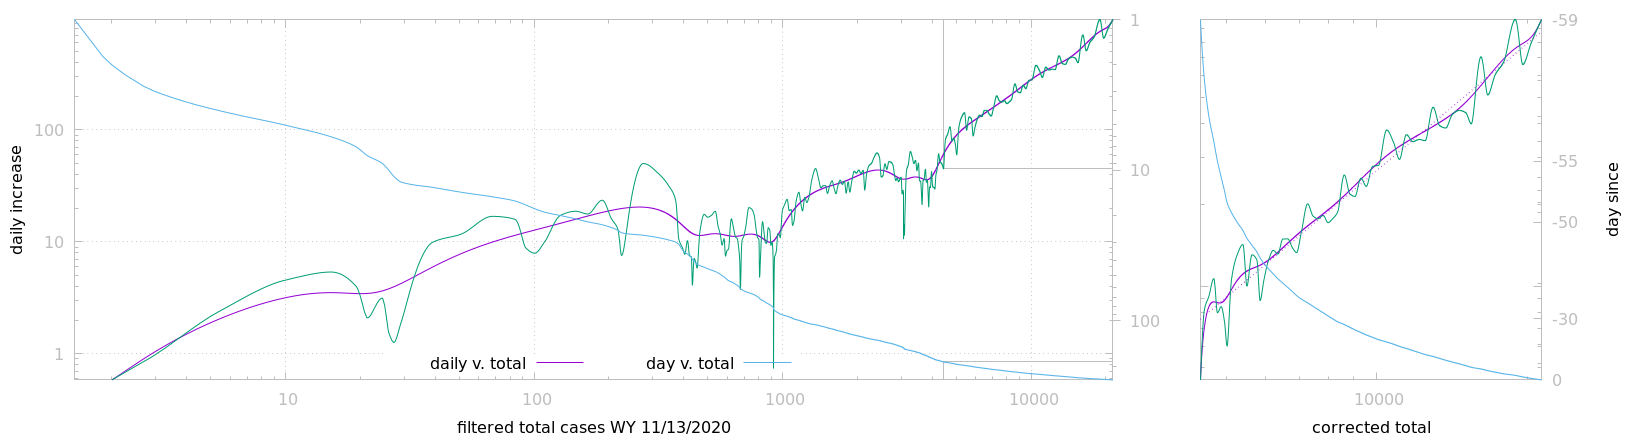 daily increase
100
10
1
daily v. total
day v. total
10
100
1000
10000
filtered total cases WY 11/13/2020
1
10
100
10000
corrected total
-59
-55
-50
-30
0
day since